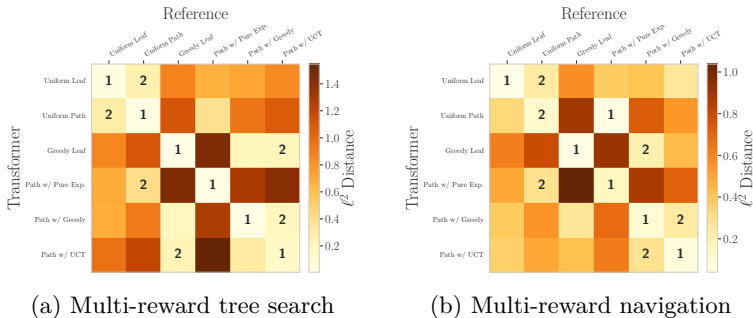 Reference
Uniform Leaf
Uniform Path
Greedy Leaf
Path w/ Pure Exp.
Path w/ Greedy
Path w/ UCT
Transformer
Uniform Leaf
Uniform Path
Greedy Leaf
Path w/ Pure Exp.
Path w/ Greedy
Path w/ UCT
1 2
2 1
1 2
2 1
1 2
2 1
1.4
1.2
1.0
0.8
0.6
0.4
0.2
ℓ² Distance
(a) Multi-reward tree search
Reference
Uniform Leaf
Uniform Path
Greedy Leaf
Path w/ Pure Exp.
Path w/ Greedy
Path w/ UCT
Transformer
Uniform Leaf
Uniform Path
Greedy Leaf
Path w/ Pure Exp.
Path w/ Greedy
Path w/ UCT
1 2
2 1
1 2
2 1
1 2
2 1
1.0
0.8
0.6
0.4
0.2
ℓ² Distance
(b) Multi-reward navigation